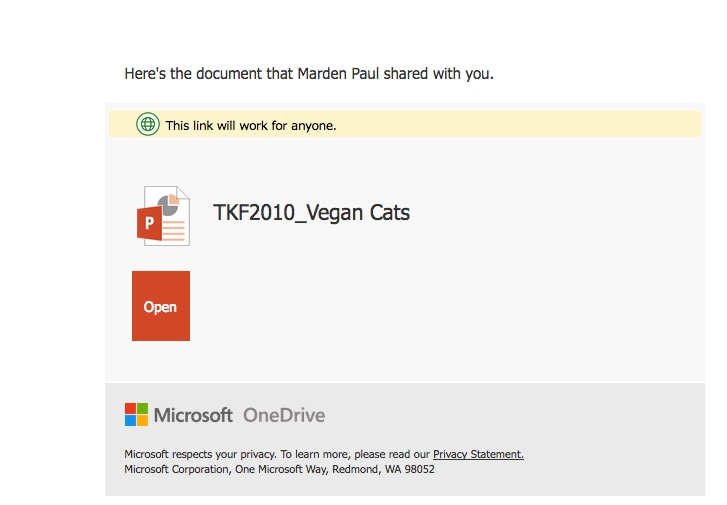 Here's the document that Marden Paul shared with you.
This link will work for anyone.
P
TKF2010_Vegan Cats
Open
Microsoft OneDrive
Microsoft respects your privacy. To learn more, please read our Privacy Statement.
Microsoft Corporation, One Microsoft Way, Redmond, WA 98052